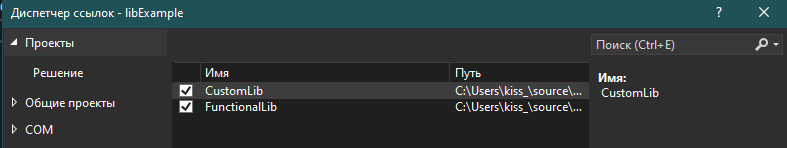 Диспетчер ссылок - libExample
Проекты
Поиск (Ctrl+E)
Решение
Имя Путь
Имя:
CustomLib C:\Users\kiss_\source\...
CustomLib
FunctionalLib C:\Users\kiss_\source\...
Общие проекты
COM